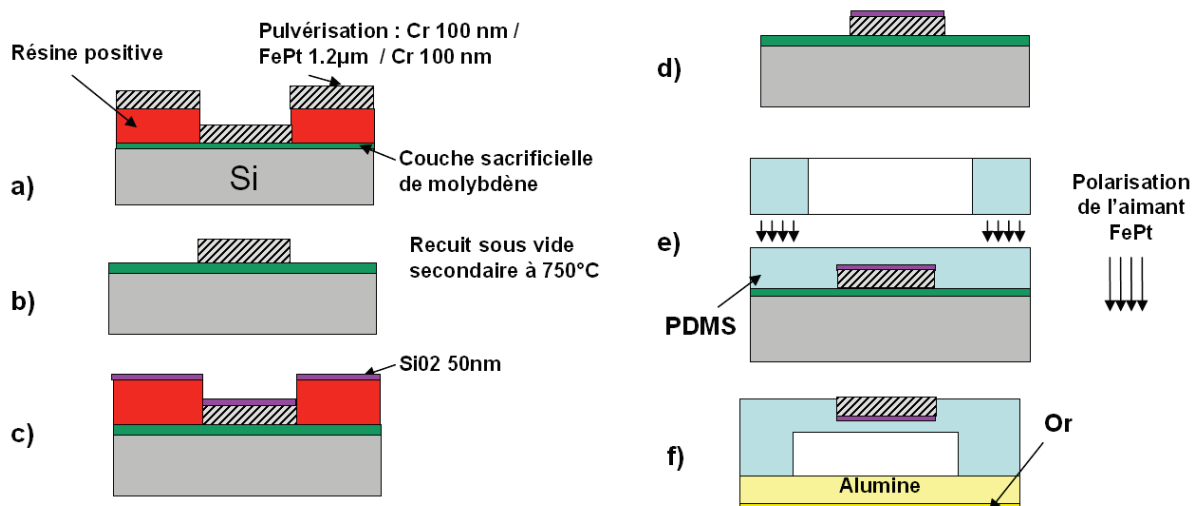 Résine positive
Pulvérisation : Cr 100 nm /
FePt 1.2µm / Cr 100 nm
Si
Couche sacrificielle
de molybdène
a)
Recuit sous vide
secondaire à 750°C
b)
Si02 50nm
c)
d)
Polarisation
de l'aimant
FePt
e)
PDMS
Or
f)
Alumine